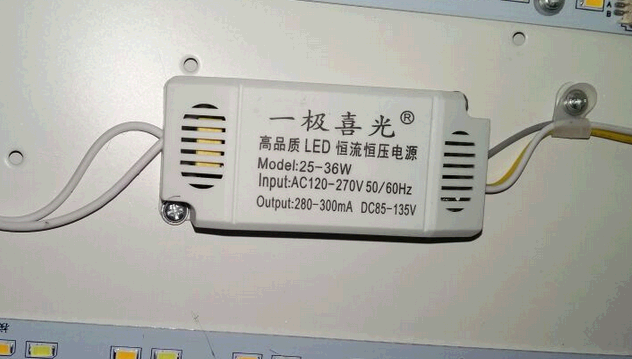 一极喜光®
高品质 LED 恒流恒压电源
Model:25-36W
Input:AC120-270V 50/60Hz
Output:280-300mA DC85-135V
A
B